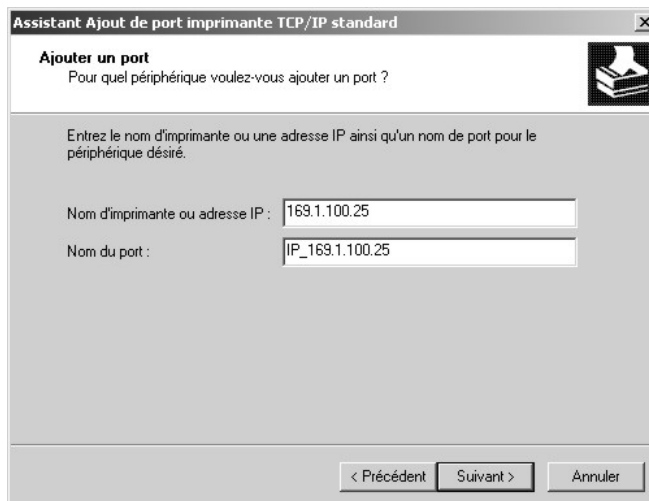 Assistant Ajout de port imprimante TCP/IP standard
Ajouter un port
Pour quel périphérique voulez-vous ajouter un port ?
Entrez le nom d'imprimante ou une adresse IP ainsi qu'un nom de port pour le
périphérique désiré.
Nom d'imprimante ou adresse IP : 169.1.100.25
Nom du port : IP_169.1.100.25
< Précédent Suivant > Annuler